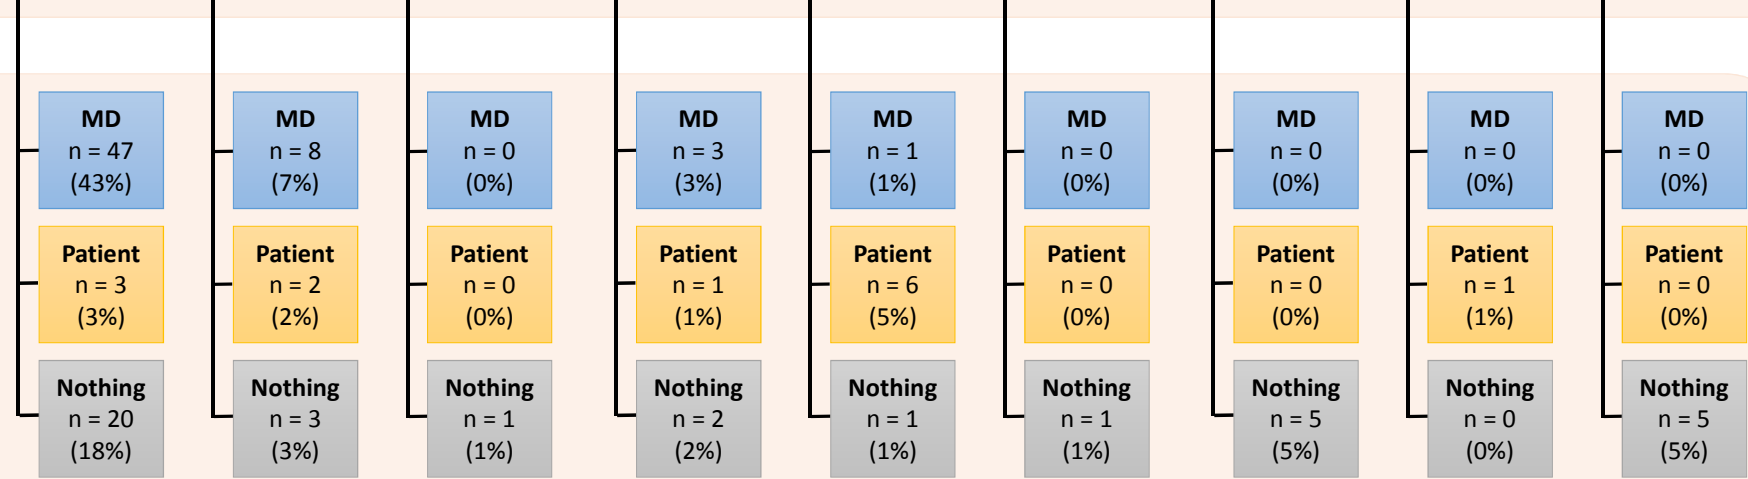 MD
n = 47
(43%)
MD
n = 8
(7%)
MD
n = 0
(0%)
MD
n = 3
(3%)
MD
n = 1
(1%)
MD
n = 0
(0%)
MD
n = 0
(0%)
MD
n = 0
(0%)
MD
n = 0
(0%)
Patient
n = 3
(3%)
Patient
n = 2
(2%)
Patient
n = 0
(0%)
Patient
n = 1
(1%)
Patient
n = 6
(5%)
Patient
n = 0
(0%)
Patient
n = 0
(0%)
Patient
n = 1
(1%)
Patient
n = 0
(0%)
Nothing
n = 20
(18%)
Nothing
n = 3
(3%)
Nothing
n = 1
(1%)
Nothing
n = 2
(2%)
Nothing
n = 1
(1%)
Nothing
n = 1
(1%)
Nothing
n = 5
(5%)
Nothing
n = 0
(0%)
Nothing
n = 5
(5%)